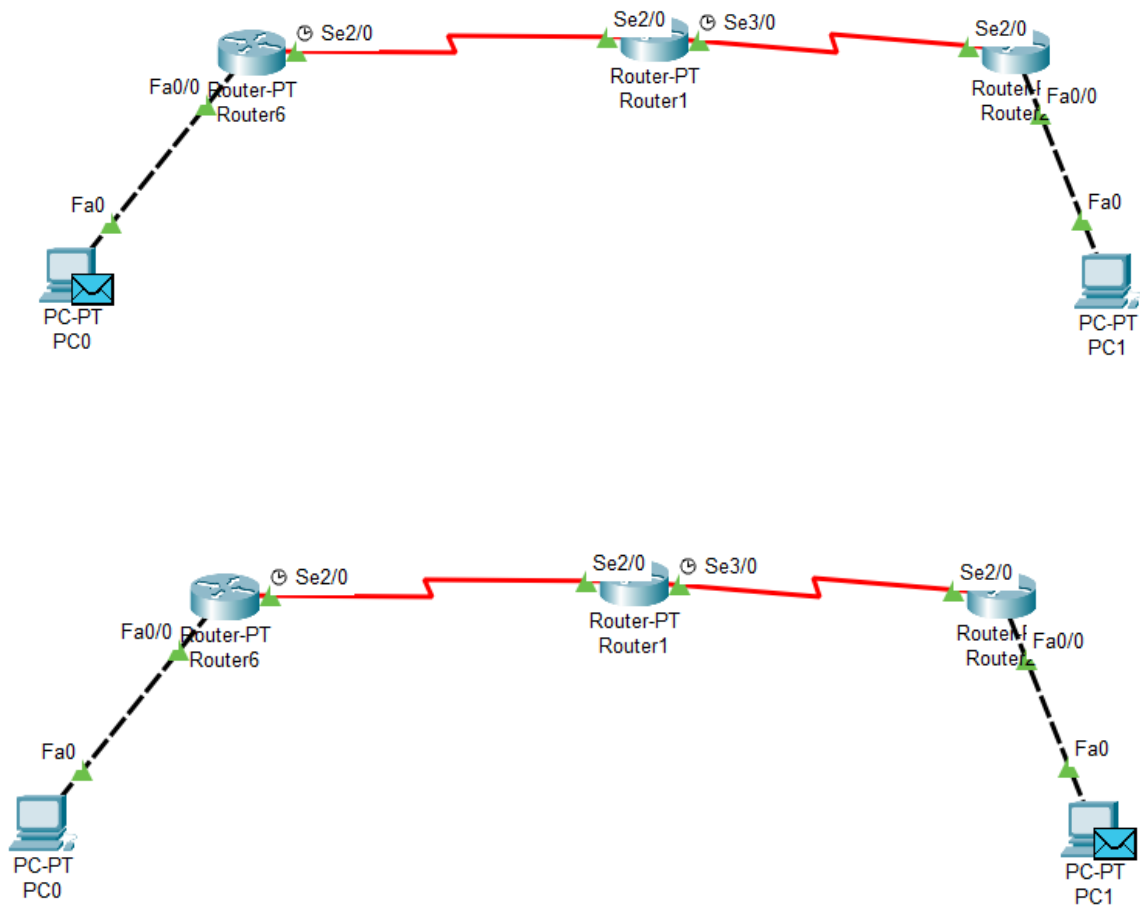 Se2/0
Se2/0
Se3/0
Se2/0
Fa0/0
Router-PT
Router6
Router-PT
Router1
Fa0/0
Fa0
PC-PT
PC0
Fa0
PC-PT
PC1
Se2/0
Se2/0
Se3/0
Se2/0
Fa0/0
Router-PT
Router6
Router-PT
Router1
Fa0/0
Fa0
PC-PT
PC0
Fa0
PC-PT
PC1